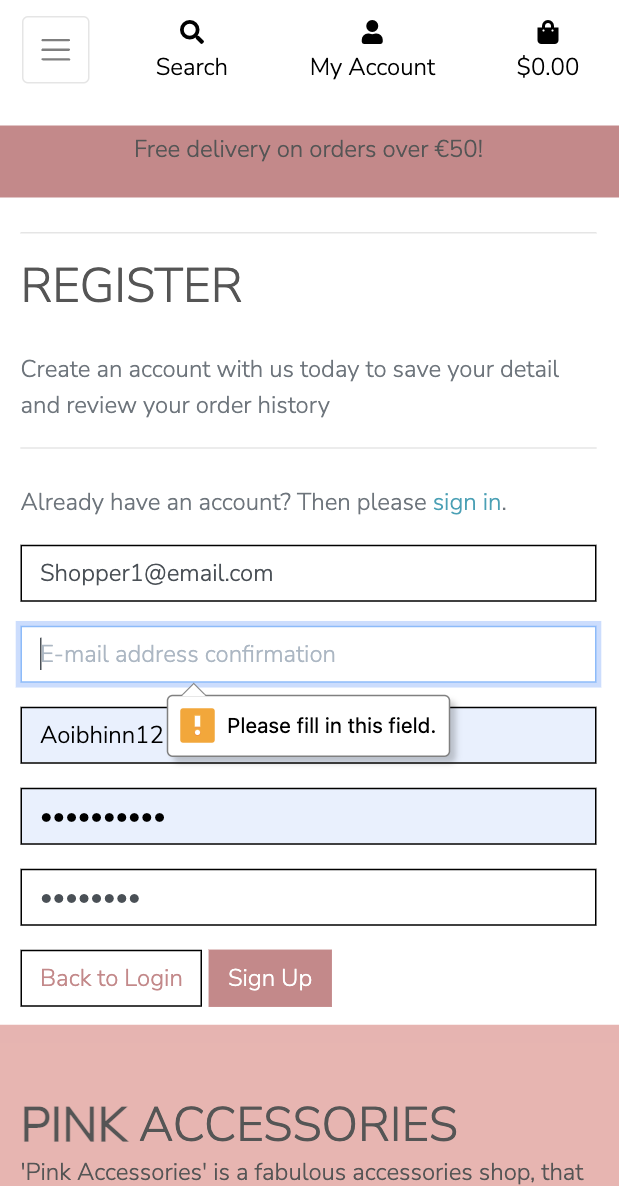 Search
My Account
$0.00
Free delivery on orders over €50!
REGISTER
Create an account with us today to save your detail
and review your order history
Already have an account? Then please sign in.
Shopper1@email.com
E-mail address confirmation
Please fill in this field.
Aoibhinn12
••••••••••
••••••••
Back to Login
Sign Up
PINK ACCESSORIES
'Pink Accessories' is a fabulous accessories shop, that